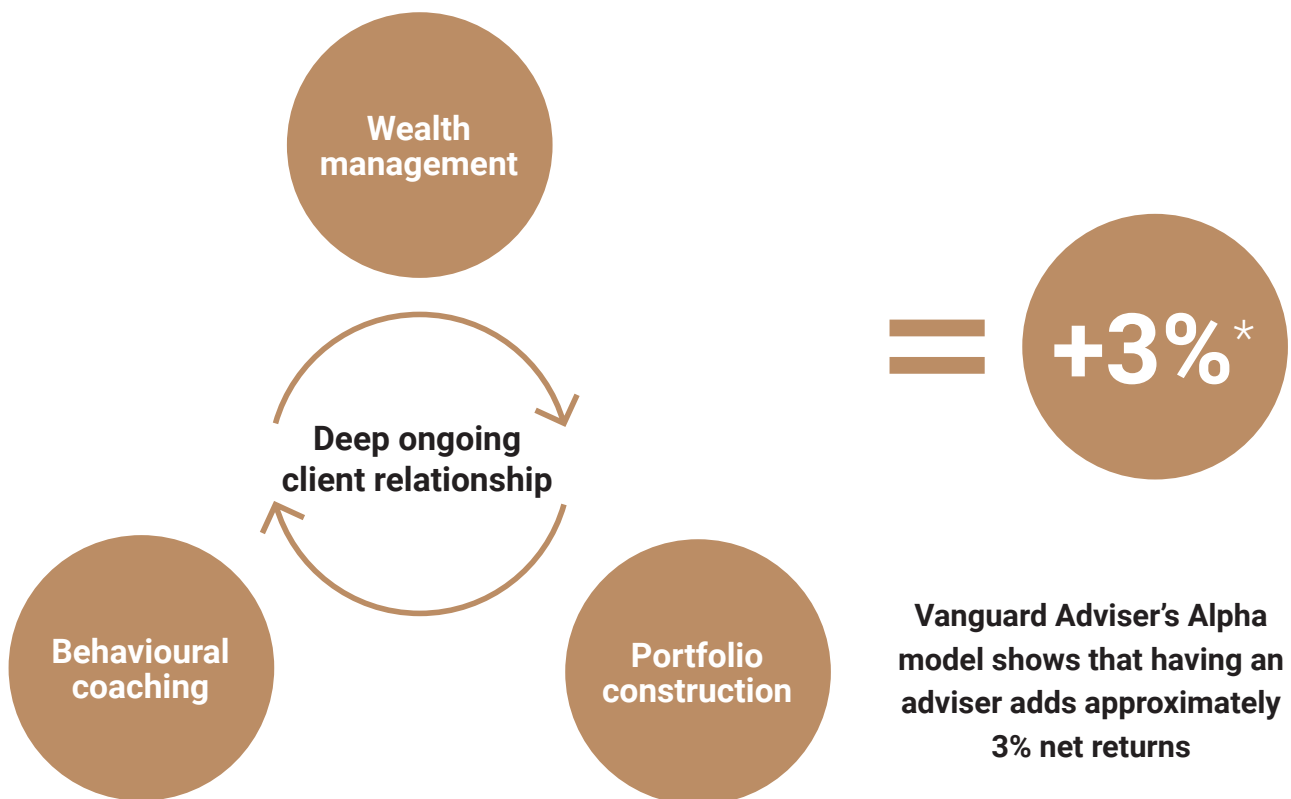 Wealth
management
Deep ongoing
client relationship
Behavioural
coaching
Portfolio
construction
=
+3%*
Vanguard Adviser’s Alpha
model shows that having an
adviser adds approximately
3% net returns